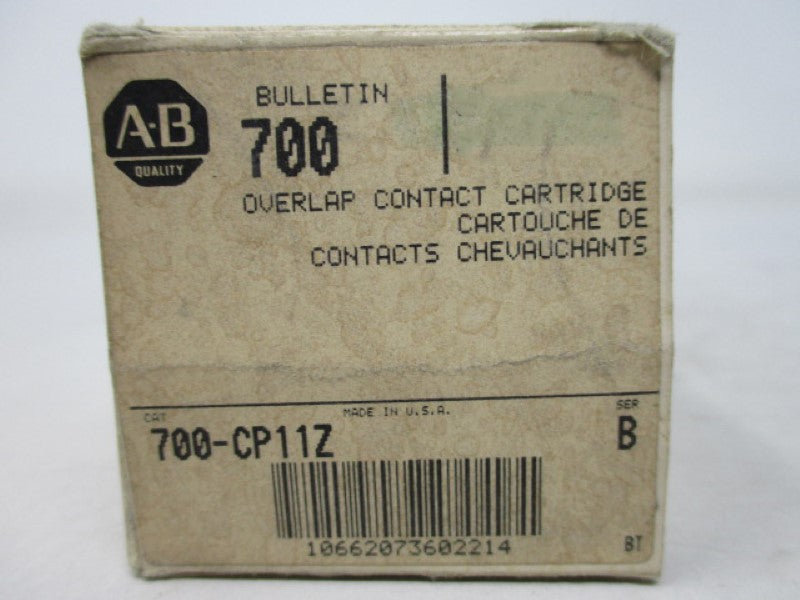 A·B
QUALITY
BULLETIN
700
OVERLAP CONTACT CARTRIDGE
CARTOUCHE DE
CONTACTS CHEVAUCHANTS
CAT
MADE IN U.S.A.
SER
700-CP11Z
B
10662073602214
BT